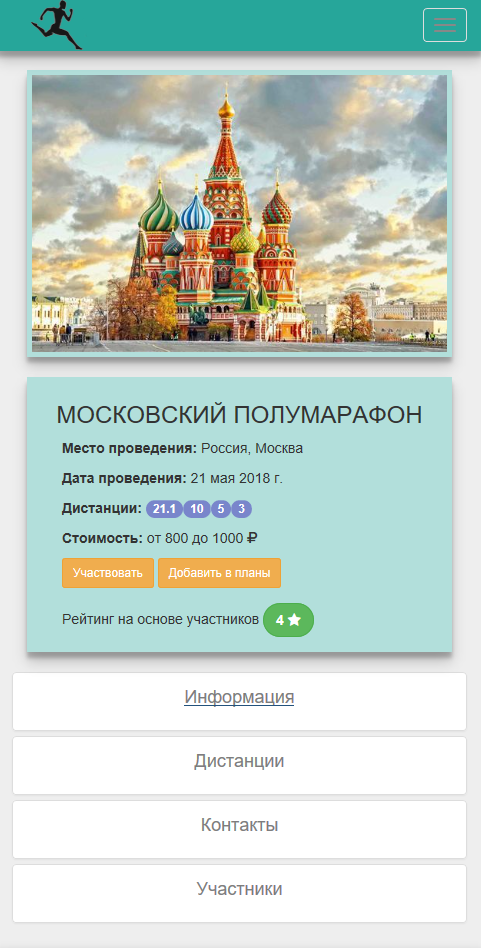 МОСКОВСКИЙ ПОЛУМАРАФОН
Место проведения: Россия, Москва
Дата проведения: 21 мая 2018 г.
Дистанции: 21.1 10 5 3
Стоимость: от 800 до 1000 ₽
Участвовать Добавить в планы
Рейтинг на основе участников 4 ★
Информация
Дистанции
Контакты
Участники